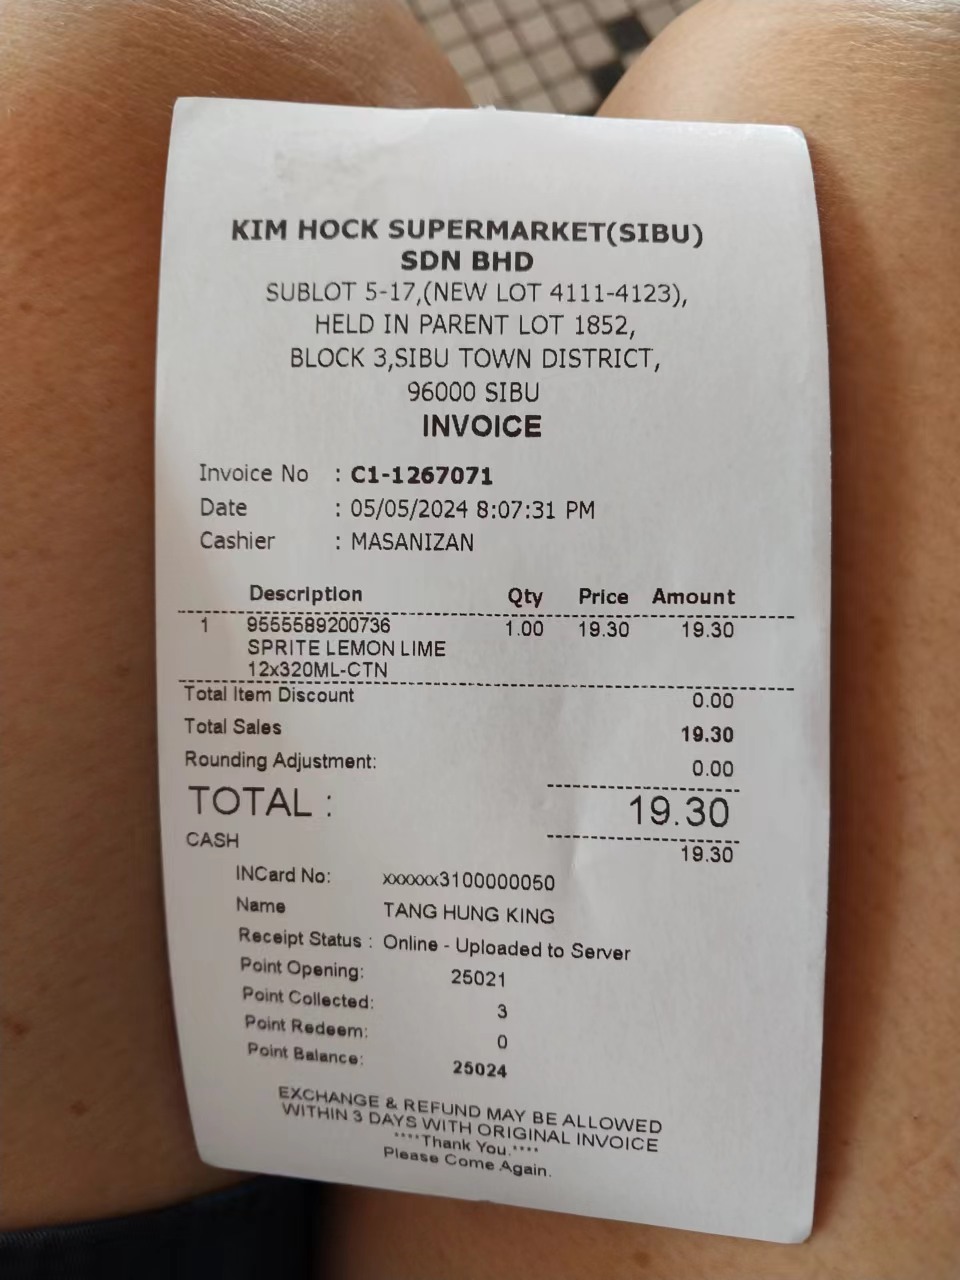 KIM HOCK SUPERMARKET(SIBU)
SDN BHD
SUBLOT 5-17,(NEW LOT 4111-4123),
HELD IN PARENT LOT 1852,
BLOCK 3,SIBU TOWN DISTRICT,
96000 SIBU
INVOICE
Invoice No : C1-1267071
Date : 05/05/2024 8:07:31 PM
Cashier : MASANIZAN
Description Qty Price Amount
1 9555589200736 1.00 19.30 19.30
SPRITE LEMON LIME
12x320ML-CTN
Total Item Discount 0.00
Total Sales 19.30
Rounding Adjustment: 0.00
TOTAL : 19.30
CASH 19.30
INCard No: xxxxxx3100000050
Name TANG HUNG KING
Receipt Status : Online - Uploaded to Server
Point Opening: 25021
Point Collected: 3
Point Redeem: 0
Point Balance: 25024
EXCHANGE & REFUND MAY BE ALLOWED
WITHIN 3 DAYS WITH ORIGINAL INVOICE
****Thank You.****
Please Come Again.